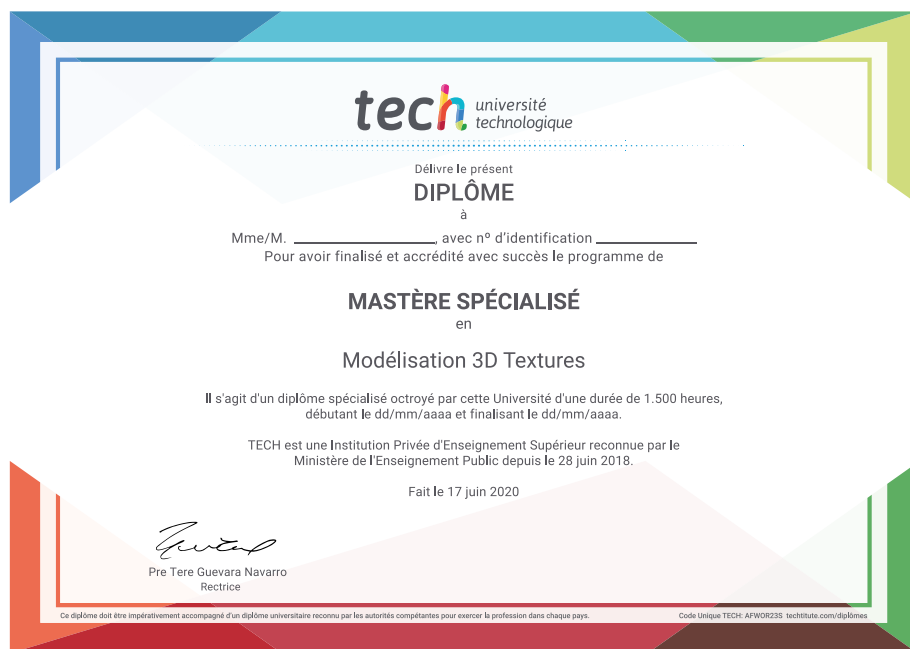 tech université
technologique
Délivre le présent
DIPLÔME
à
Mme/M. ____________________, avec nº d'identification ______________
Pour avoir finalisé et accrédité avec succès le programme de
MASTÈRE SPÉCIALISÉ
en
Modélisation 3D Textures
Il s'agit d'un diplôme spécialisé octroyé par cette Université d'une durée de 1.500 heures,
débutant le dd/mm/aaaa et finalisant le dd/mm/aaaa.
TECH est une Institution Privée d'Enseignement Supérieur reconnue par le
Ministère de l'Enseignement Public depuis le 28 juin 2018.
Fait le 17 juin 2020
Pre Tere Guevara Navarro
Rectrice
Ce diplôme doit être impérativement accompagné d'un diplôme universitaire reconnu par les autorités compétantes pour exercer la profession dans chaque pays.
Code Unique TECH: AFWOR23S techtitute.com/diplômes